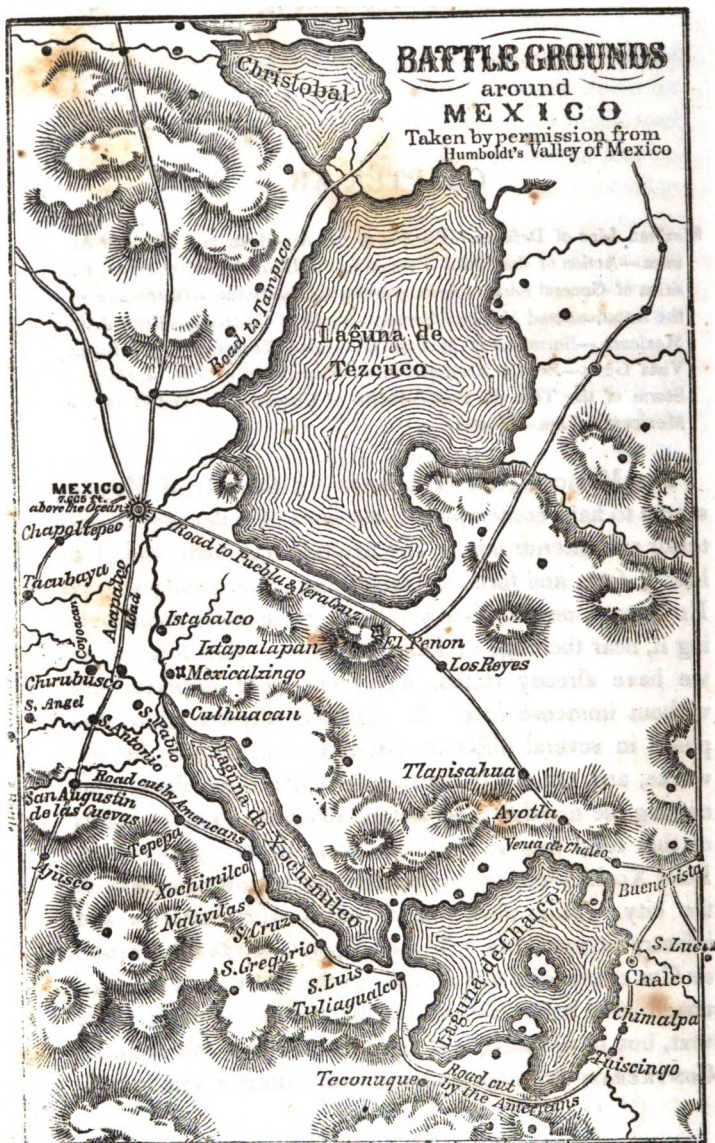 BATTLE GROUNDS
around
MEXICO
Taken by permission from
Humboldt's Valley of Mexico
Christobal
Road to Tampico
Laguna de
Tezcuco
MEXICO
7,665 ft.
above the Ocean
Chapoltepec
Road to Puebla & Vera Cruz
Tacubaya
Acapulco
Road
Coyoacan
Istabalco
Ixtapalapan
El Penon
Chirubusco
Mexicalzingo
Los Reyes
S. Angel
S. Pablo
Culhuacan
S. Antonio
Tlapisahua
San Augustin
de las Cuevas
Road cut by Americans
Laguna de Xochimilco
Ayotla
Tepepa
Venta de Chalco
Ajusco
Xochimilco
Buenavista
Nalivilas
S. Cruz
Laguna de Chalco
S. Gregorio
Chalco
S. Luis
Tuliagualco
Chimalpa
Tuiscingo
Teconuque
Road cut
by the Americans